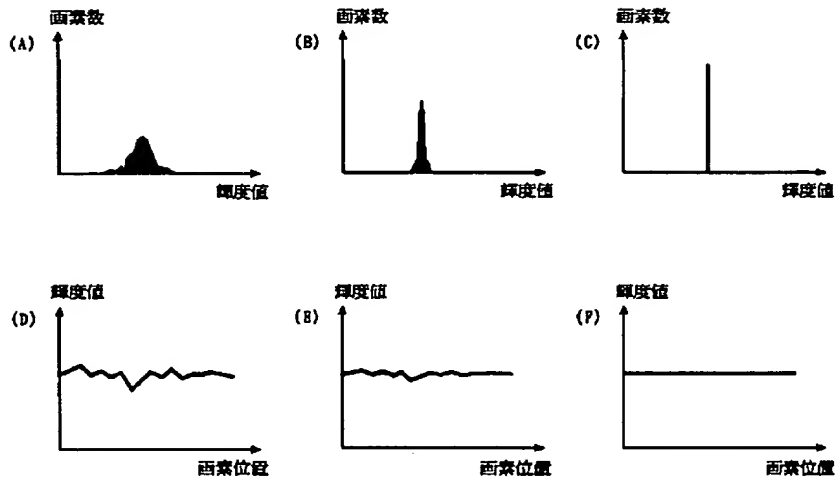 画素数
(A)
輝度値
画素数
(B)
輝度値
画素数
(C)
輝度値
輝度値
(D)
画素位置
輝度値
(E)
画素位置
輝度値
(F)
画素位置